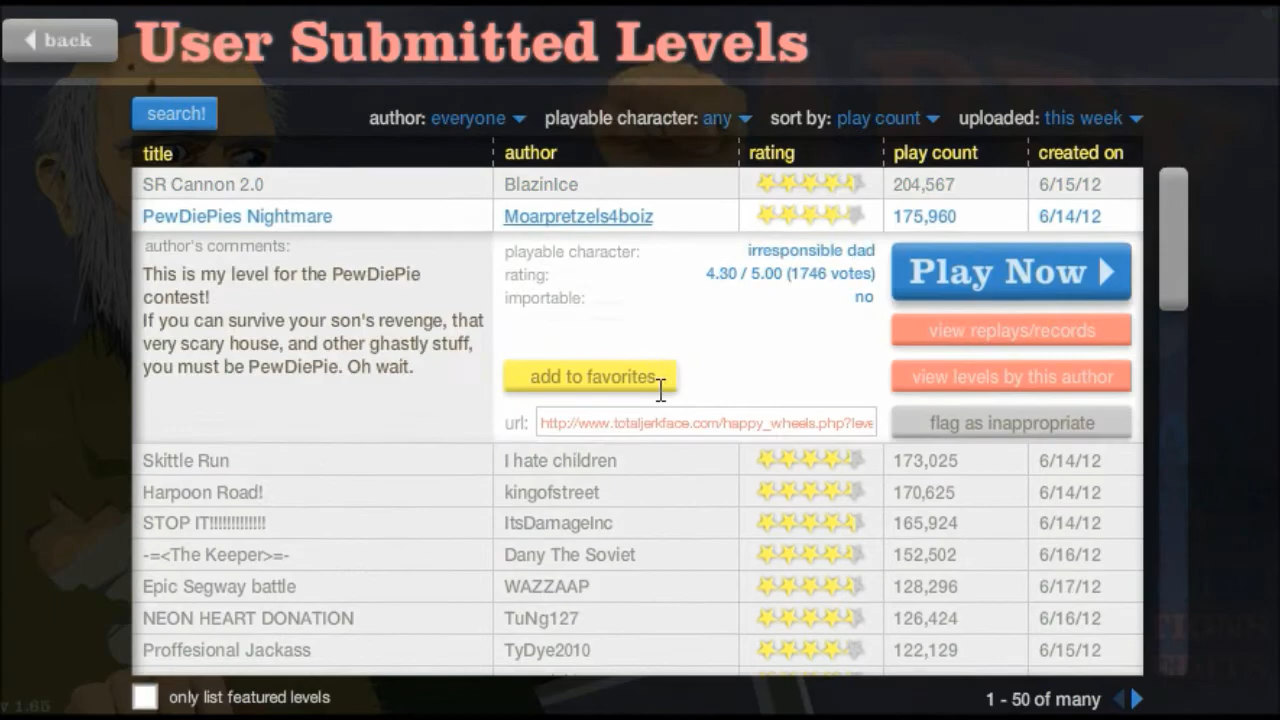 back
User Submitted Levels
search!
author: everyone playable character: any sort by: play count uploaded: this week
title author rating play count created on
SR Cannon 2.0 BlazinIce 204,567 6/15/12
PewDiePies Nightmare Moarpretzels4boiz 175,960 6/14/12
author's comments:
This is my level for the PewDiePie
contest!
If you can survive your son's revenge, that
very scary house, and other ghastly stuff,
you must be PewDiePie. Oh wait.
playable character: irresponsible dad
rating: 4.30 / 5.00 (1746 votes)
importable: no
add to favorites
url: http://www.totaljerkface.com/happy_wheels.php?leve
Play Now
view replays/records
view levels by this author
flag as inappropriate
Skittle Run I hate children 173,025 6/14/12
Harpoon Road! kingofstreet 170,625 6/14/12
STOP IT!!!!!!!!!!!!! ItsDamageInc 165,924 6/14/12
-=<The Keeper>=- Dany The Soviet 152,502 6/16/12
Epic Segway battle WAZZAAP 128,296 6/17/12
NEON HEART DONATION TuNg127 126,424 6/16/12
Proffesional Jackass TyDye2010 122,129 6/15/12
only list featured levels
1 - 50 of many
v 1.65